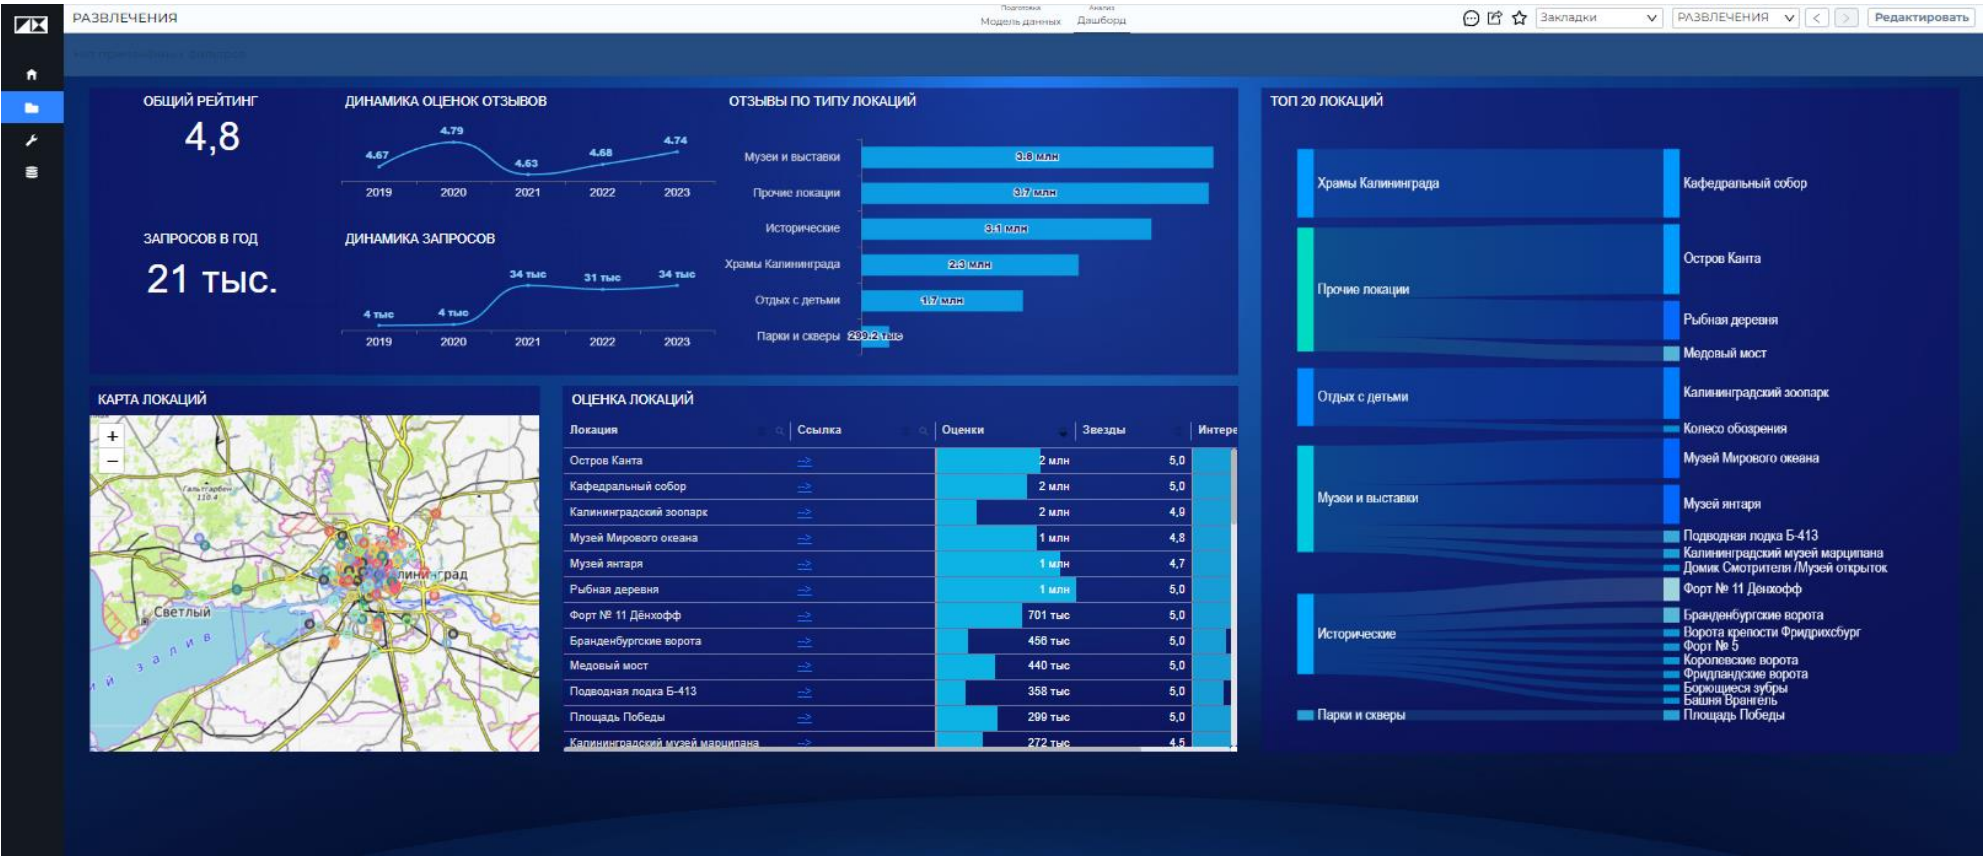 РАЗВЛЕЧЕНИЯ
Подготовка
Модель данных
Анализ
Дашборд
Закладки
РАЗВЛЕЧЕНИЯ
Редактировать
ОБЩИЙ РЕЙТИНГ
4,8
ДИНАМИКА ОЦЕНОК ОТЗЫВОВ
4.67 4.79 4.63 4.68 4.74
2019 2020 2021 2022 2023
ЗАПРОСОВ В ГОД
21 тыс.
ДИНАМИКА ЗАПРОСОВ
4 тыс 4 тыс 34 тыс 31 тыс 34 тыс
2019 2020 2021 2022 2023
ОТЗЫВЫ ПО ТИПУ ЛОКАЦИЙ
Музеи и выставки 3.8 млн
Прочие локации 3.7 млн
Исторические 3.1 млн
Храмы Калининграда 2.3 млн
Отдых с детьми 1.7 млн
Парки и скверы 299.2 тыс
ТОП 20 ЛОКАЦИЙ
Храмы Калининграда
Прочие локации
Отдых с детьми
Музеи и выставки
Исторические
Парки и скверы
Кафедральный собор
Остров Канта
Рыбная деревня
Медовый мост
Калининградский зоопарк
Колесо обозрения
Музей Мирового океана
Музей янтаря
Подводная лодка Б-413
Калининградский музей марципана
Домик Смотрителя /Музей открыток
Форт № 11 Дёнхофф
Бранденбургские ворота
Ворота крепости Фридрихсбург
Форт № 5
Королевские ворота
Фридландские ворота
Борющиеся зубры
Башня Врангель
Площадь Победы
КАРТА ЛОКАЦИЙ
+
−
Светлый
залив
ОЦЕНКА ЛОКАЦИЙ
Локация Ссылка Оценки Звезды Интере
Остров Канта --> 2 млн 5,0
Кафедральный собор --> 2 млн 5,0
Калининградский зоопарк --> 2 млн 4,9
Музей Мирового океана --> 1 млн 4,8
Музей янтаря --> 1 млн 4,7
Рыбная деревня --> 1 млн 5,0
Форт № 11 Дёнхофф --> 701 тыс 5,0
Бранденбургские ворота --> 456 тыс 5,0
Медовый мост --> 440 тыс 5,0
Подводная лодка Б-413 --> 358 тыс 5,0
Площадь Победы --> 299 тыс 5,0
Калининградский музей марципана --> 272 тыс 4,5